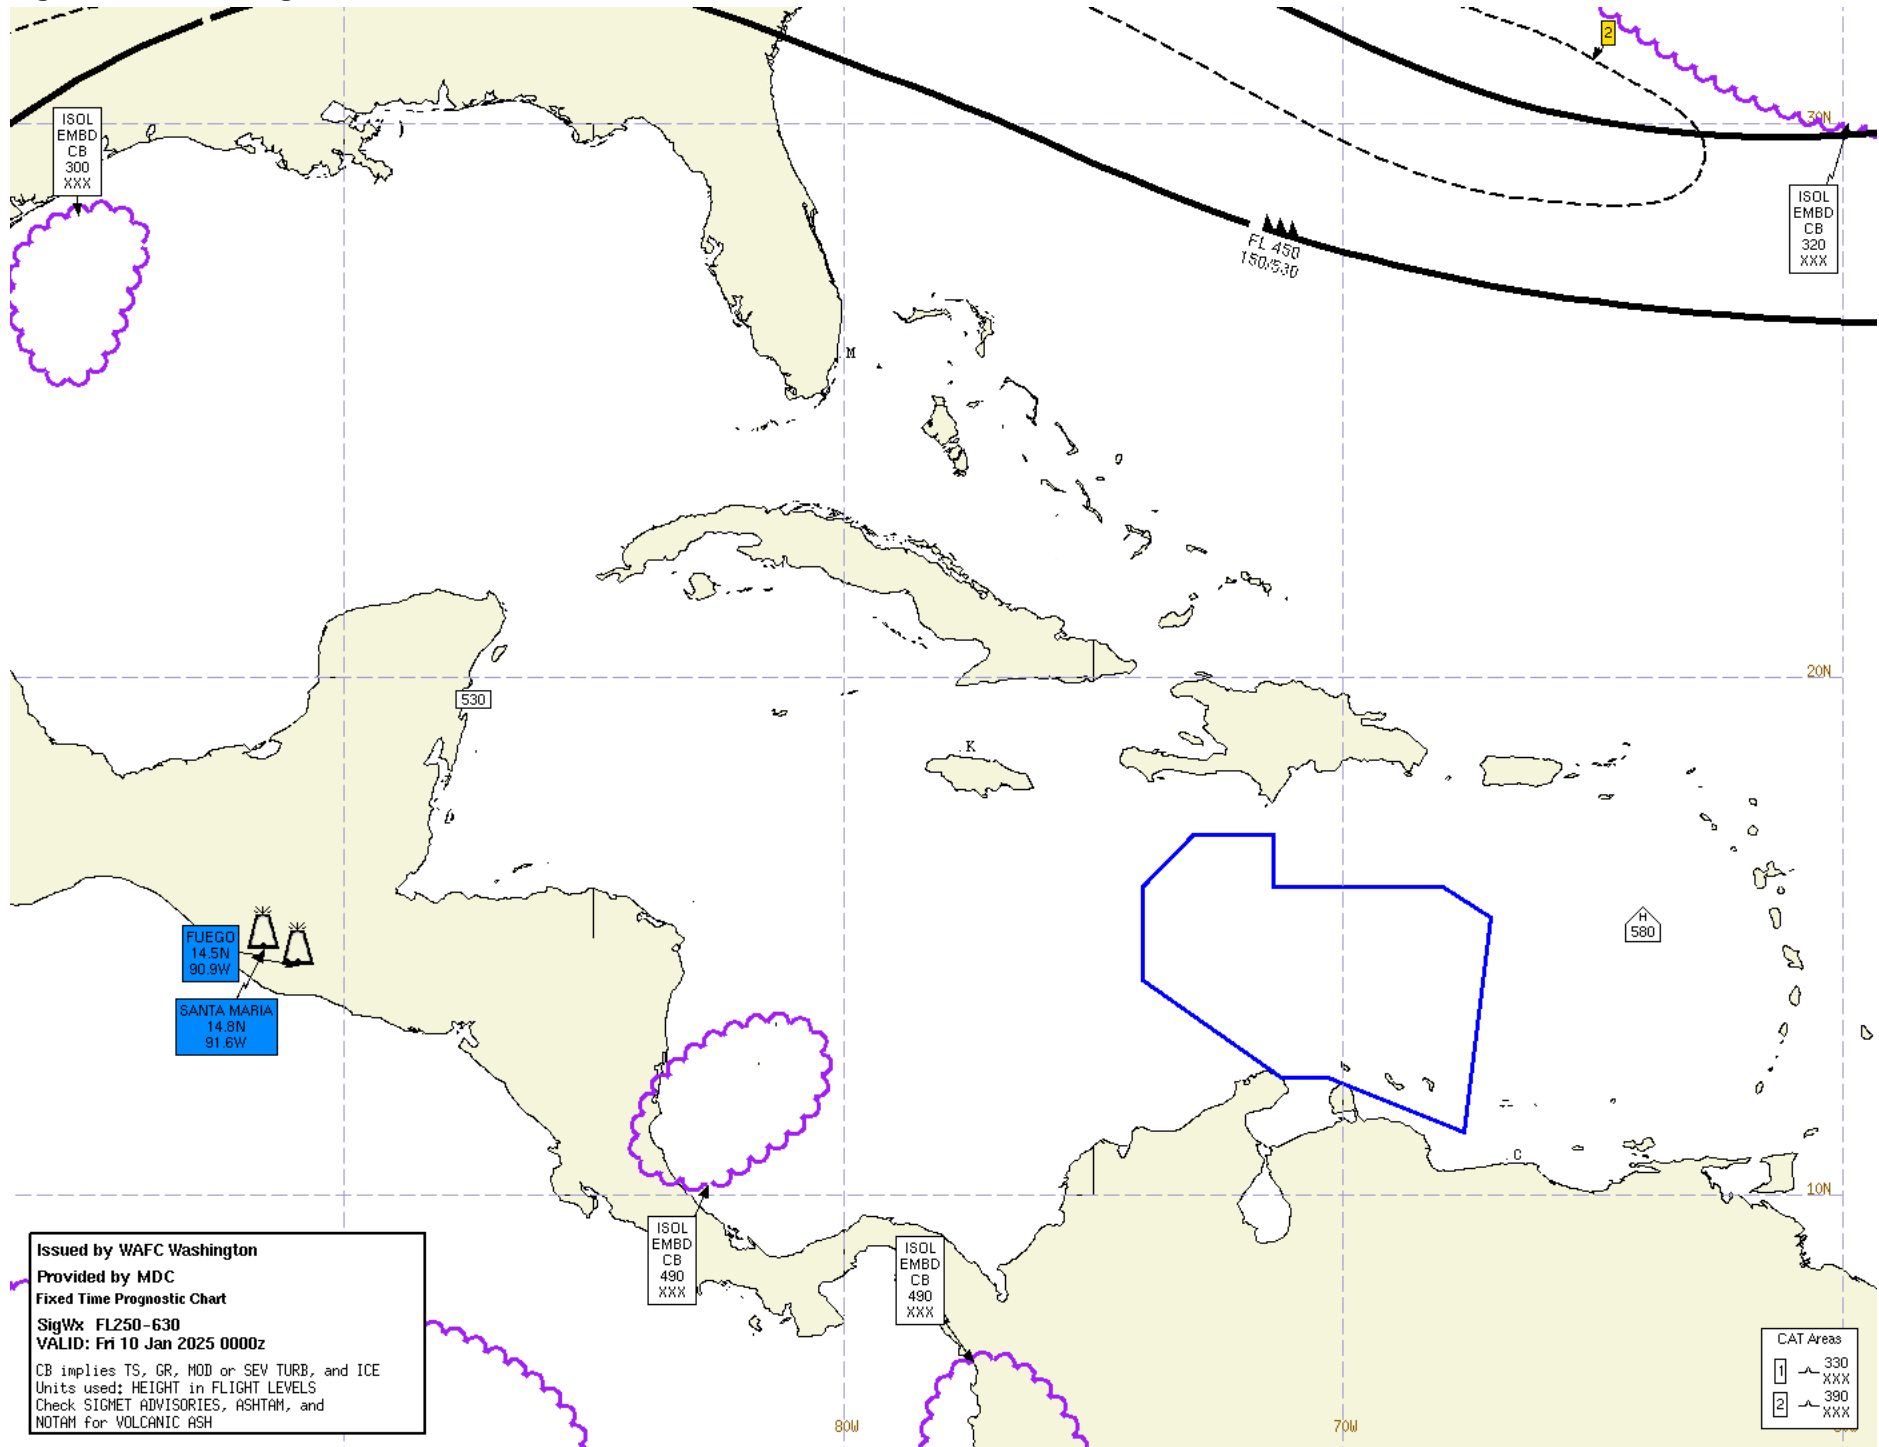 2
30N
ISOL
EMBD
CB
300
XXX
ISOL
EMBD
CB
320
XXX
FL 450
150/530
M
20N
530
K
H
580
FUEGO
14.5N
90.9W
SANTA MARIA
14.8N
91.6W
C
10N
ISOL
EMBD
CB
490
XXX
ISOL
EMBD
CB
490
XXX
Issued by WAFC Washington
Provided by MDC
Fixed Time Prognostic Chart
SigWx FL250-630
VALID: Fri 10 Jan 2025 0000z
CB implies TS, GR, MOD or SEV TURB, and ICE
Units used: HEIGHT in FLIGHT LEVELS
Check SIGMET ADVISORIES, ASHTAM, and
NOTAM for VOLCANIC ASH
CAT Areas
1 330
XXX
2 390
XXX
80W
70W